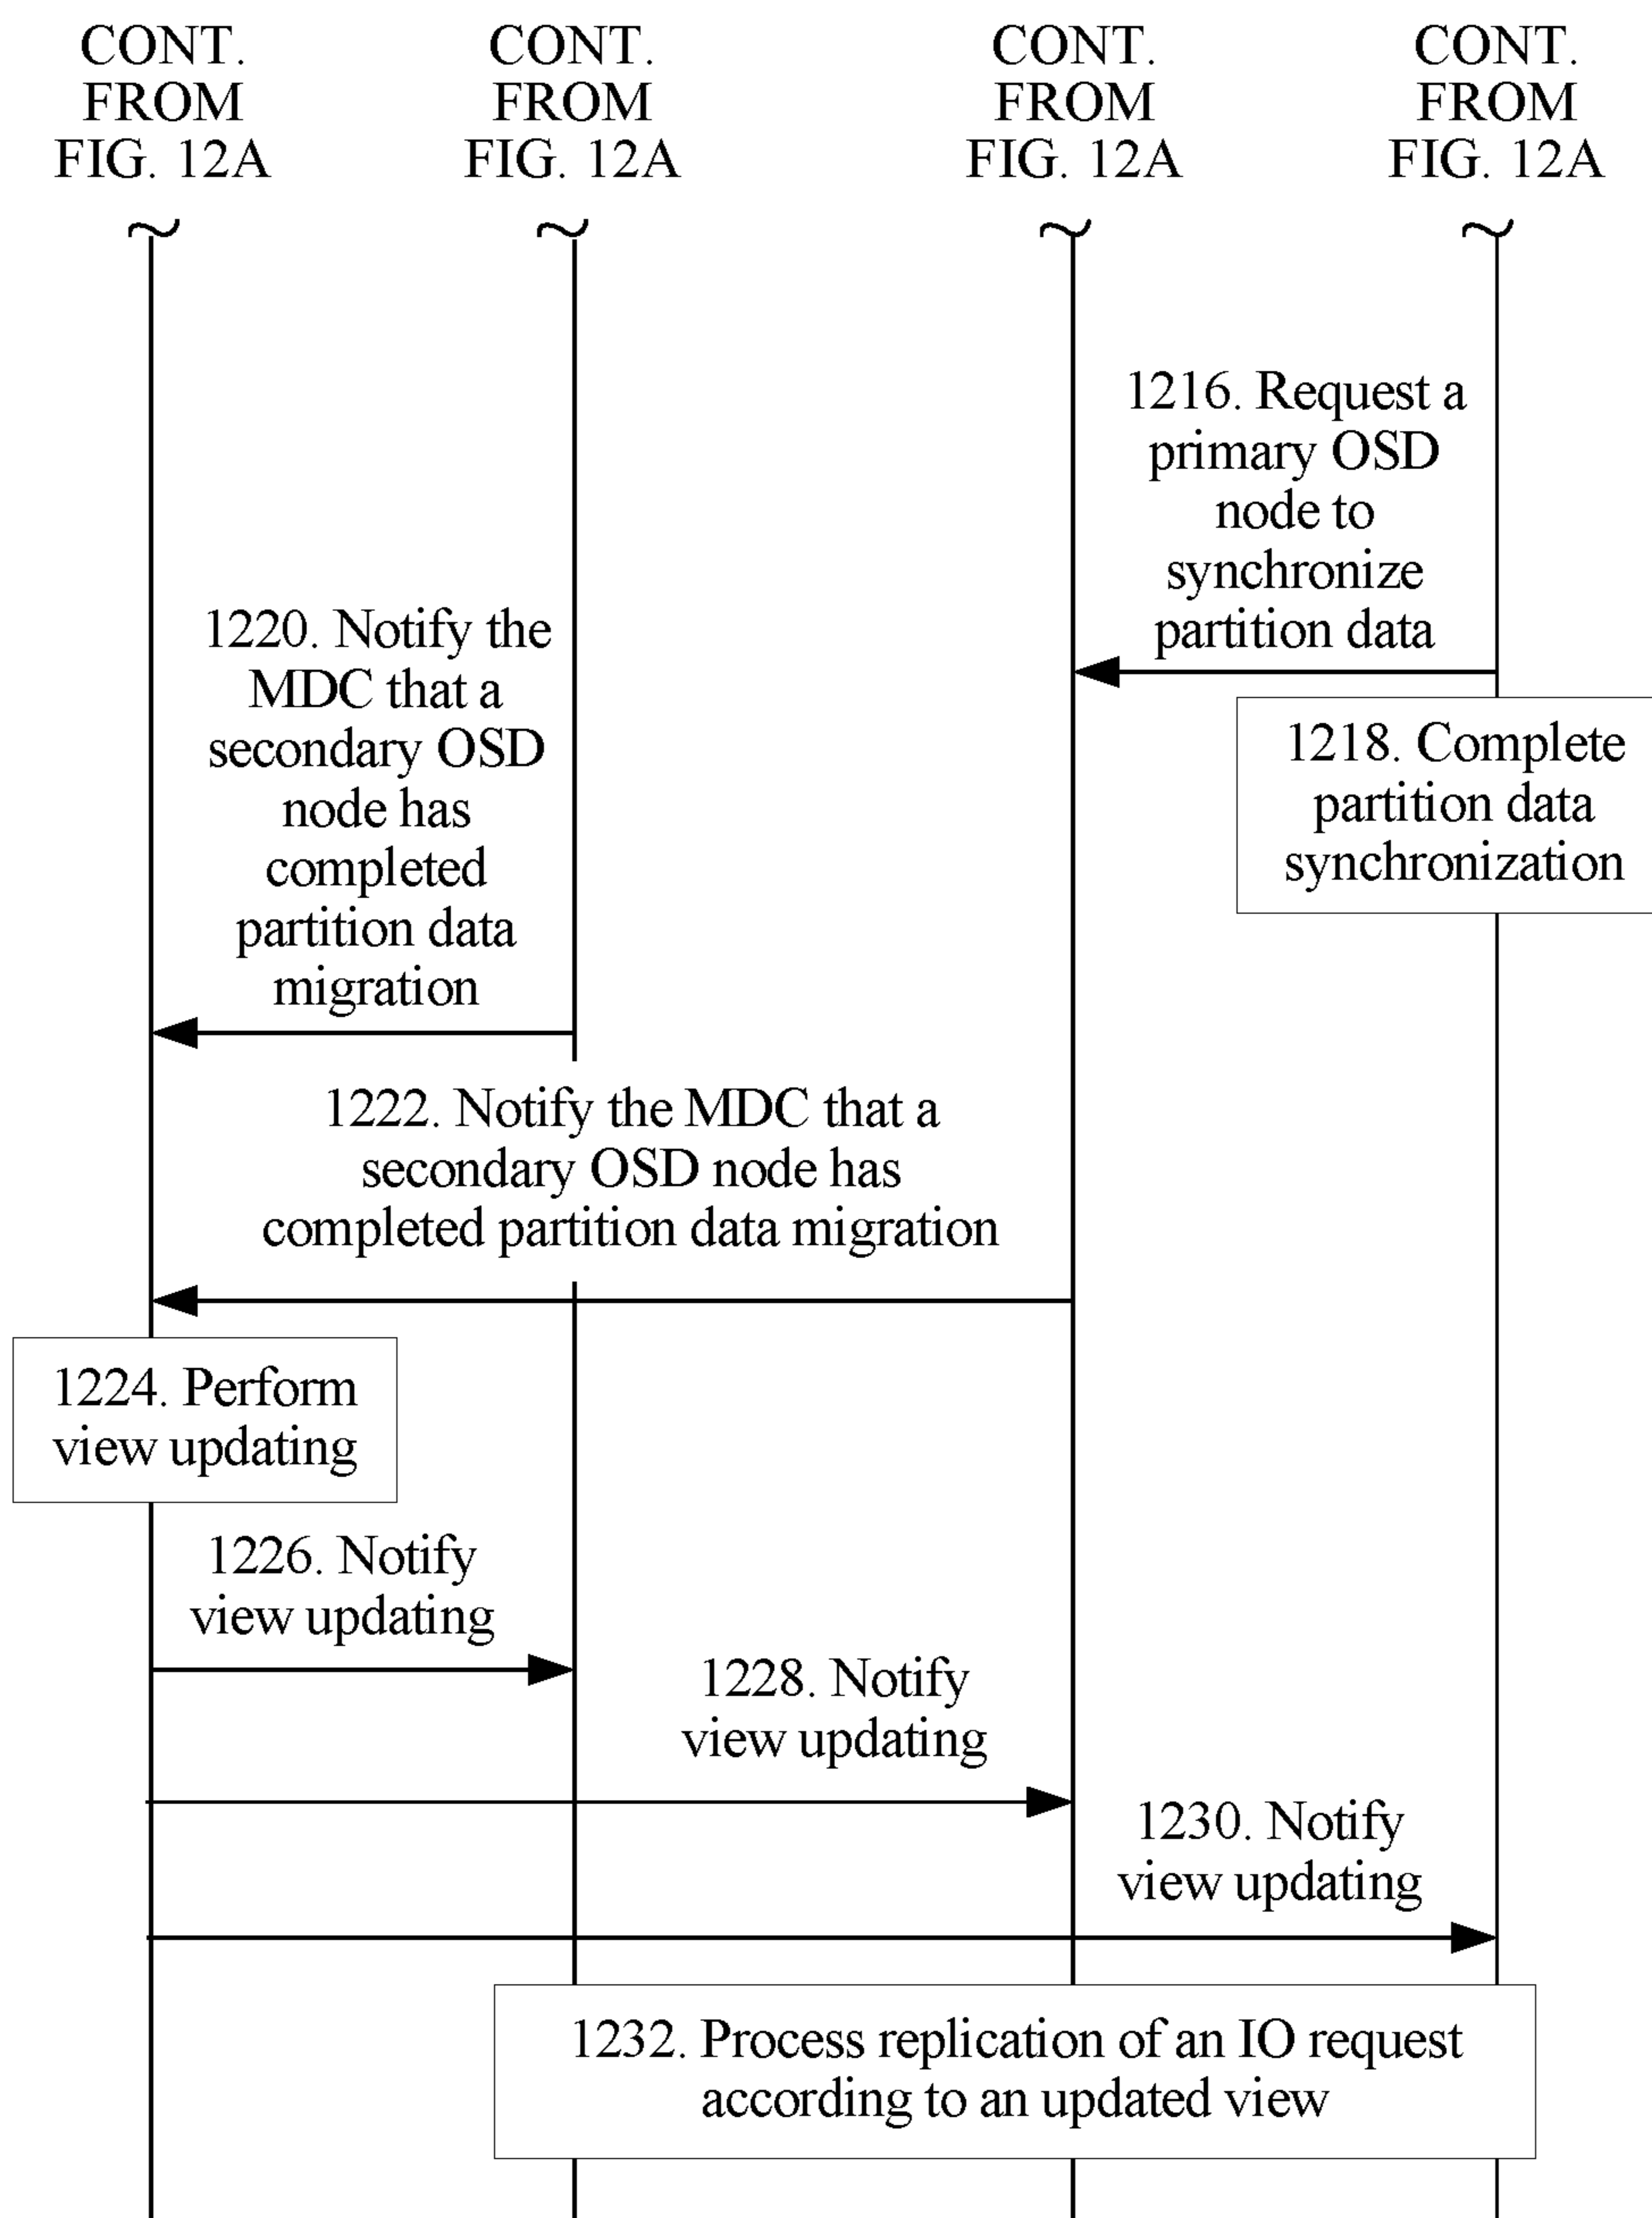 CONT.
FROM
FIG. 12A
CONT.
FROM
FIG. 12A
CONT.
FROM
FIG. 12A
CONT.
FROM
FIG. 12A
1216. Request a
primary OSD
node to
synchronize
partition data
1218. Complete
partition data
synchronization
1220. Notify the
MDC that a
secondary OSD
node has
completed
partition data
migration
1222. Notify the MDC that a
secondary OSD node has
completed partition data migration
1224. Perform
view updating
1226. Notify
view updating
1228. Notify
view updating
1230. Notify
view updating
1232. Process replication of an IO request
according to an updated view